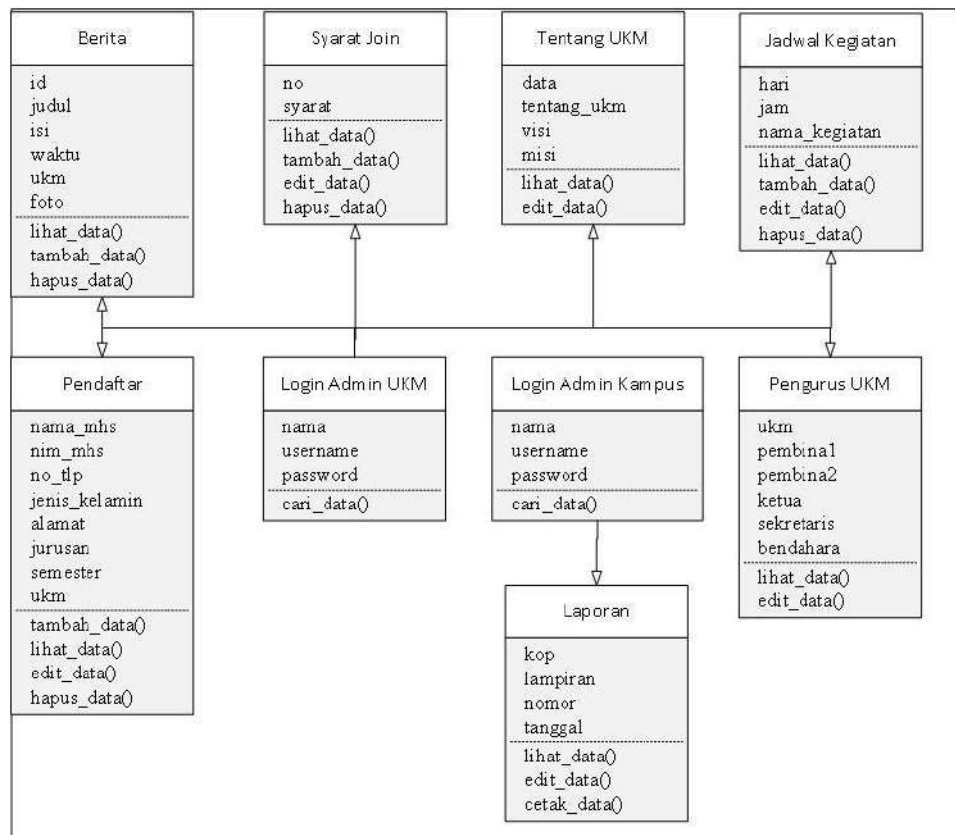 Berita
id
judul
isi
waktu
ukm
foto
lihat_data()
tambah_data()
hapus_data()
Syarat Join
no
syarat
lihat_data()
tambah_data()
edit_data()
hapus_data()
Tentang UKM
data
tentang_ukm
visi
misi
lihat_data()
edit_data()
Jadwal Kegiatan
hari
jam
nama_kegiatan
lihat_data()
tambah_data()
edit_data()
hapus_data()
Pendaftar
nama_mhs
nim_mhs
no_tlp
jenis_kelamin
alamat
jurusan
semester
ukm
tambah_data()
lihat_data()
edit_data()
hapus_data()
Login Admin UKM
nama
username
password
cari_data()
Login Admin Kampus
nama
username
password
cari_data()
Pengurus UKM
ukm
pembina1
pembina2
ketua
sekretaris
bendahara
lihat_data()
edit_data()
Laporan
kop
lampiran
nomor
tanggal
lihat_data()
edit_data()
cetak_data()